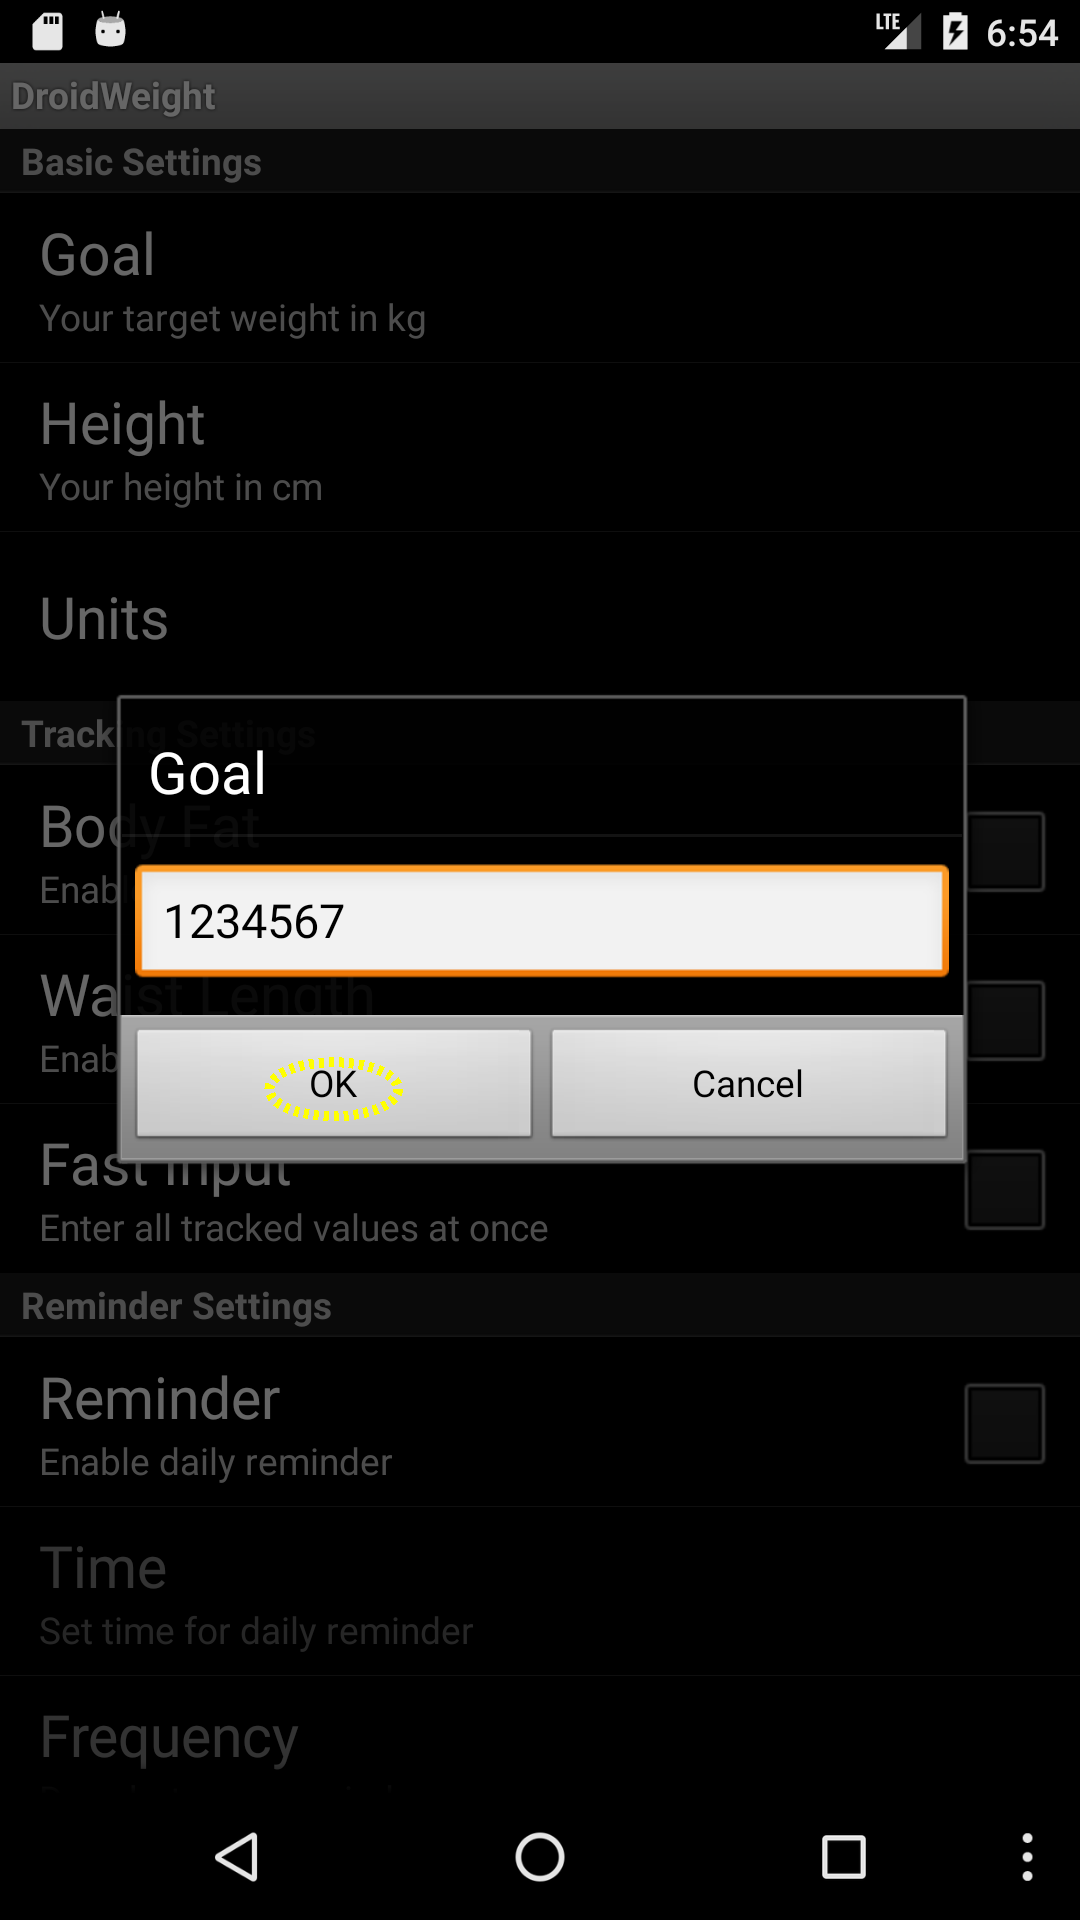 LTE 6:54
DroidWeight
Basic Settings
Goal
Your target weight in kg
Height
Your height in cm
Units
Tracking Settings
Goal
Body Fat
Enab
1234567
Waist Length
Enab
OK Cancel
Fast Input
Enter all tracked values at once
Reminder Settings
Reminder
Enable daily reminder
Time
Set time for daily reminder
Frequency